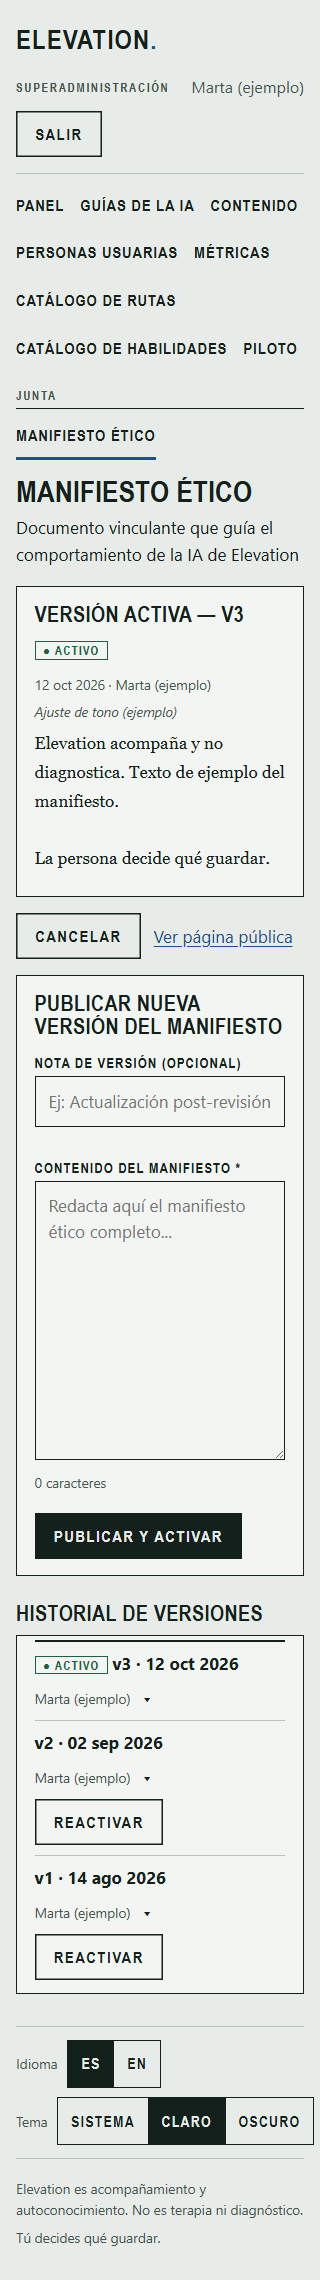 ELEVATION.
SUPERADMINISTRACIÓN Marta (ejemplo)
SALIR
PANEL GUÍAS DE LA IA CONTENIDO
PERSONAS USUARIAS MÉTRICAS
CATÁLOGO DE RUTAS
CATÁLOGO DE HABILIDADES PILOTO
JUNTA
MANIFIESTO ÉTICO
MANIFIESTO ÉTICO
Documento vinculante que guía el
comportamiento de la IA de Elevation
VERSIÓN ACTIVA — V3
● ACTIVO
12 oct 2026 · Marta (ejemplo)
Ajuste de tono (ejemplo)
Elevation acompaña y no
diagnostica. Texto de ejemplo del
manifiesto.
La persona decide qué guardar.
CANCELAR Ver página pública
PUBLICAR NUEVA
VERSIÓN DEL MANIFIESTO
NOTA DE VERSIÓN (OPCIONAL)
Ej: Actualización post-revisión
CONTENIDO DEL MANIFIESTO *
Redacta aquí el manifiesto
ético completo...
0 caracteres
PUBLICAR Y ACTIVAR
HISTORIAL DE VERSIONES
● ACTIVO v3 · 12 oct 2026
Marta (ejemplo) ▾
v2 · 02 sep 2026
Marta (ejemplo) ▾
REACTIVAR
v1 · 14 ago 2026
Marta (ejemplo) ▾
REACTIVAR
Idioma ES EN
Tema SISTEMA CLARO OSCURO
Elevation es acompañamiento y
autoconocimiento. No es terapia ni diagnóstico.
Tú decides qué guardar.